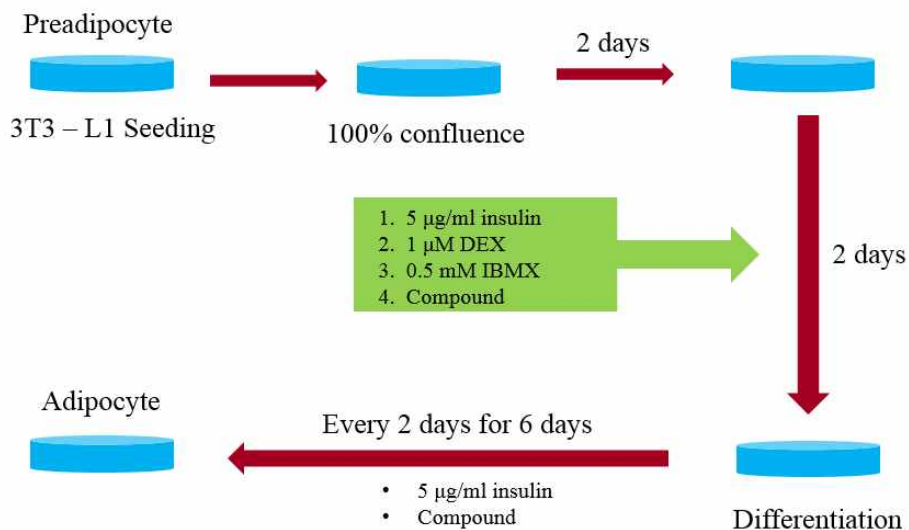 Preadipocyte
3T3 – L1 Seeding
100% confluence
2 days
1. 5 µg/ml insulin
2. 1 µM DEX
3. 0.5 mM IBMX
4. Compound
2 days
Differentiation
Every 2 days for 6 days
• 5 µg/ml insulin
• Compound
Adipocyte